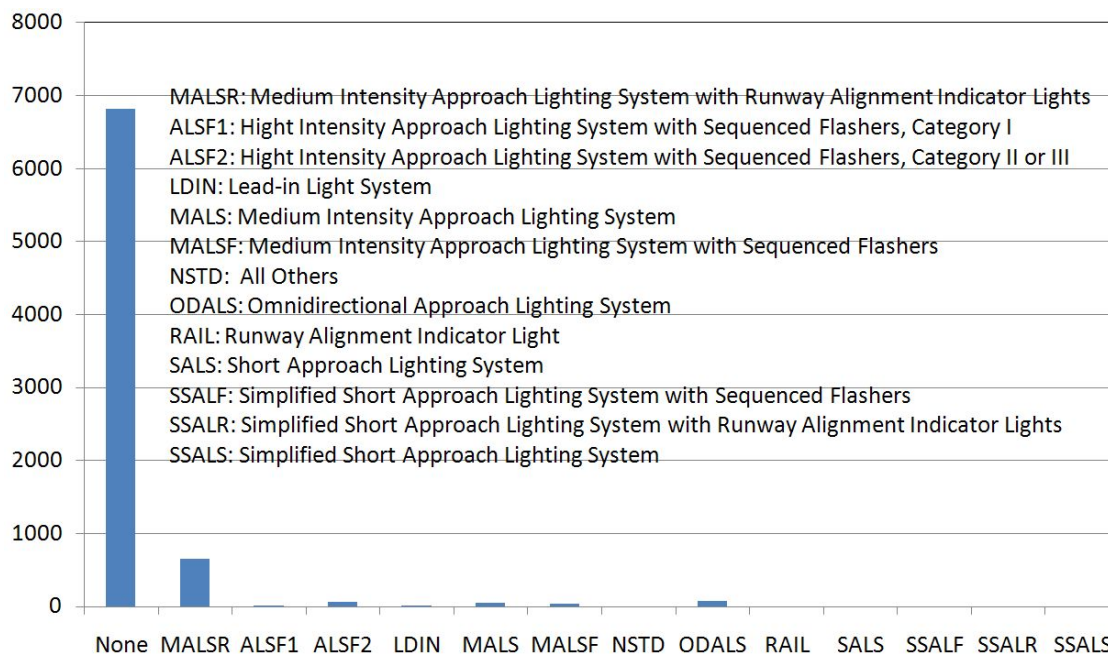 8000
7000
6000
5000
4000
3000
2000
1000
0
MALSR: Medium Intensity Approach Lighting System with Runway Alignment Indicator Lights
ALSF1: Hight Intensity Approach Lighting System with Sequenced Flashers, Category I
ALSF2: Hight Intensity Approach Lighting System with Sequenced Flashers, Category II or III
LDIN: Lead-in Light System
MALS: Medium Intensity Approach Lighting System
MALSF: Medium Intensity Approach Lighting System with Sequenced Flashers
NSTD: All Others
ODALS: Omnidirectional Approach Lighting System
RAIL: Runway Alignment Indicator Light
SALS: Short Approach Lighting System
SSALF: Simplified Short Approach Lighting System with Sequenced Flashers
SSALR: Simplified Short Approach Lighting System with Runway Alignment Indicator Lights
SSALS: Simplified Short Approach Lighting System
None MALSR ALSF1 ALSF2 LDIN MALS MALSF NSTD ODALS RAIL SALS SSALF SSALR SSALS